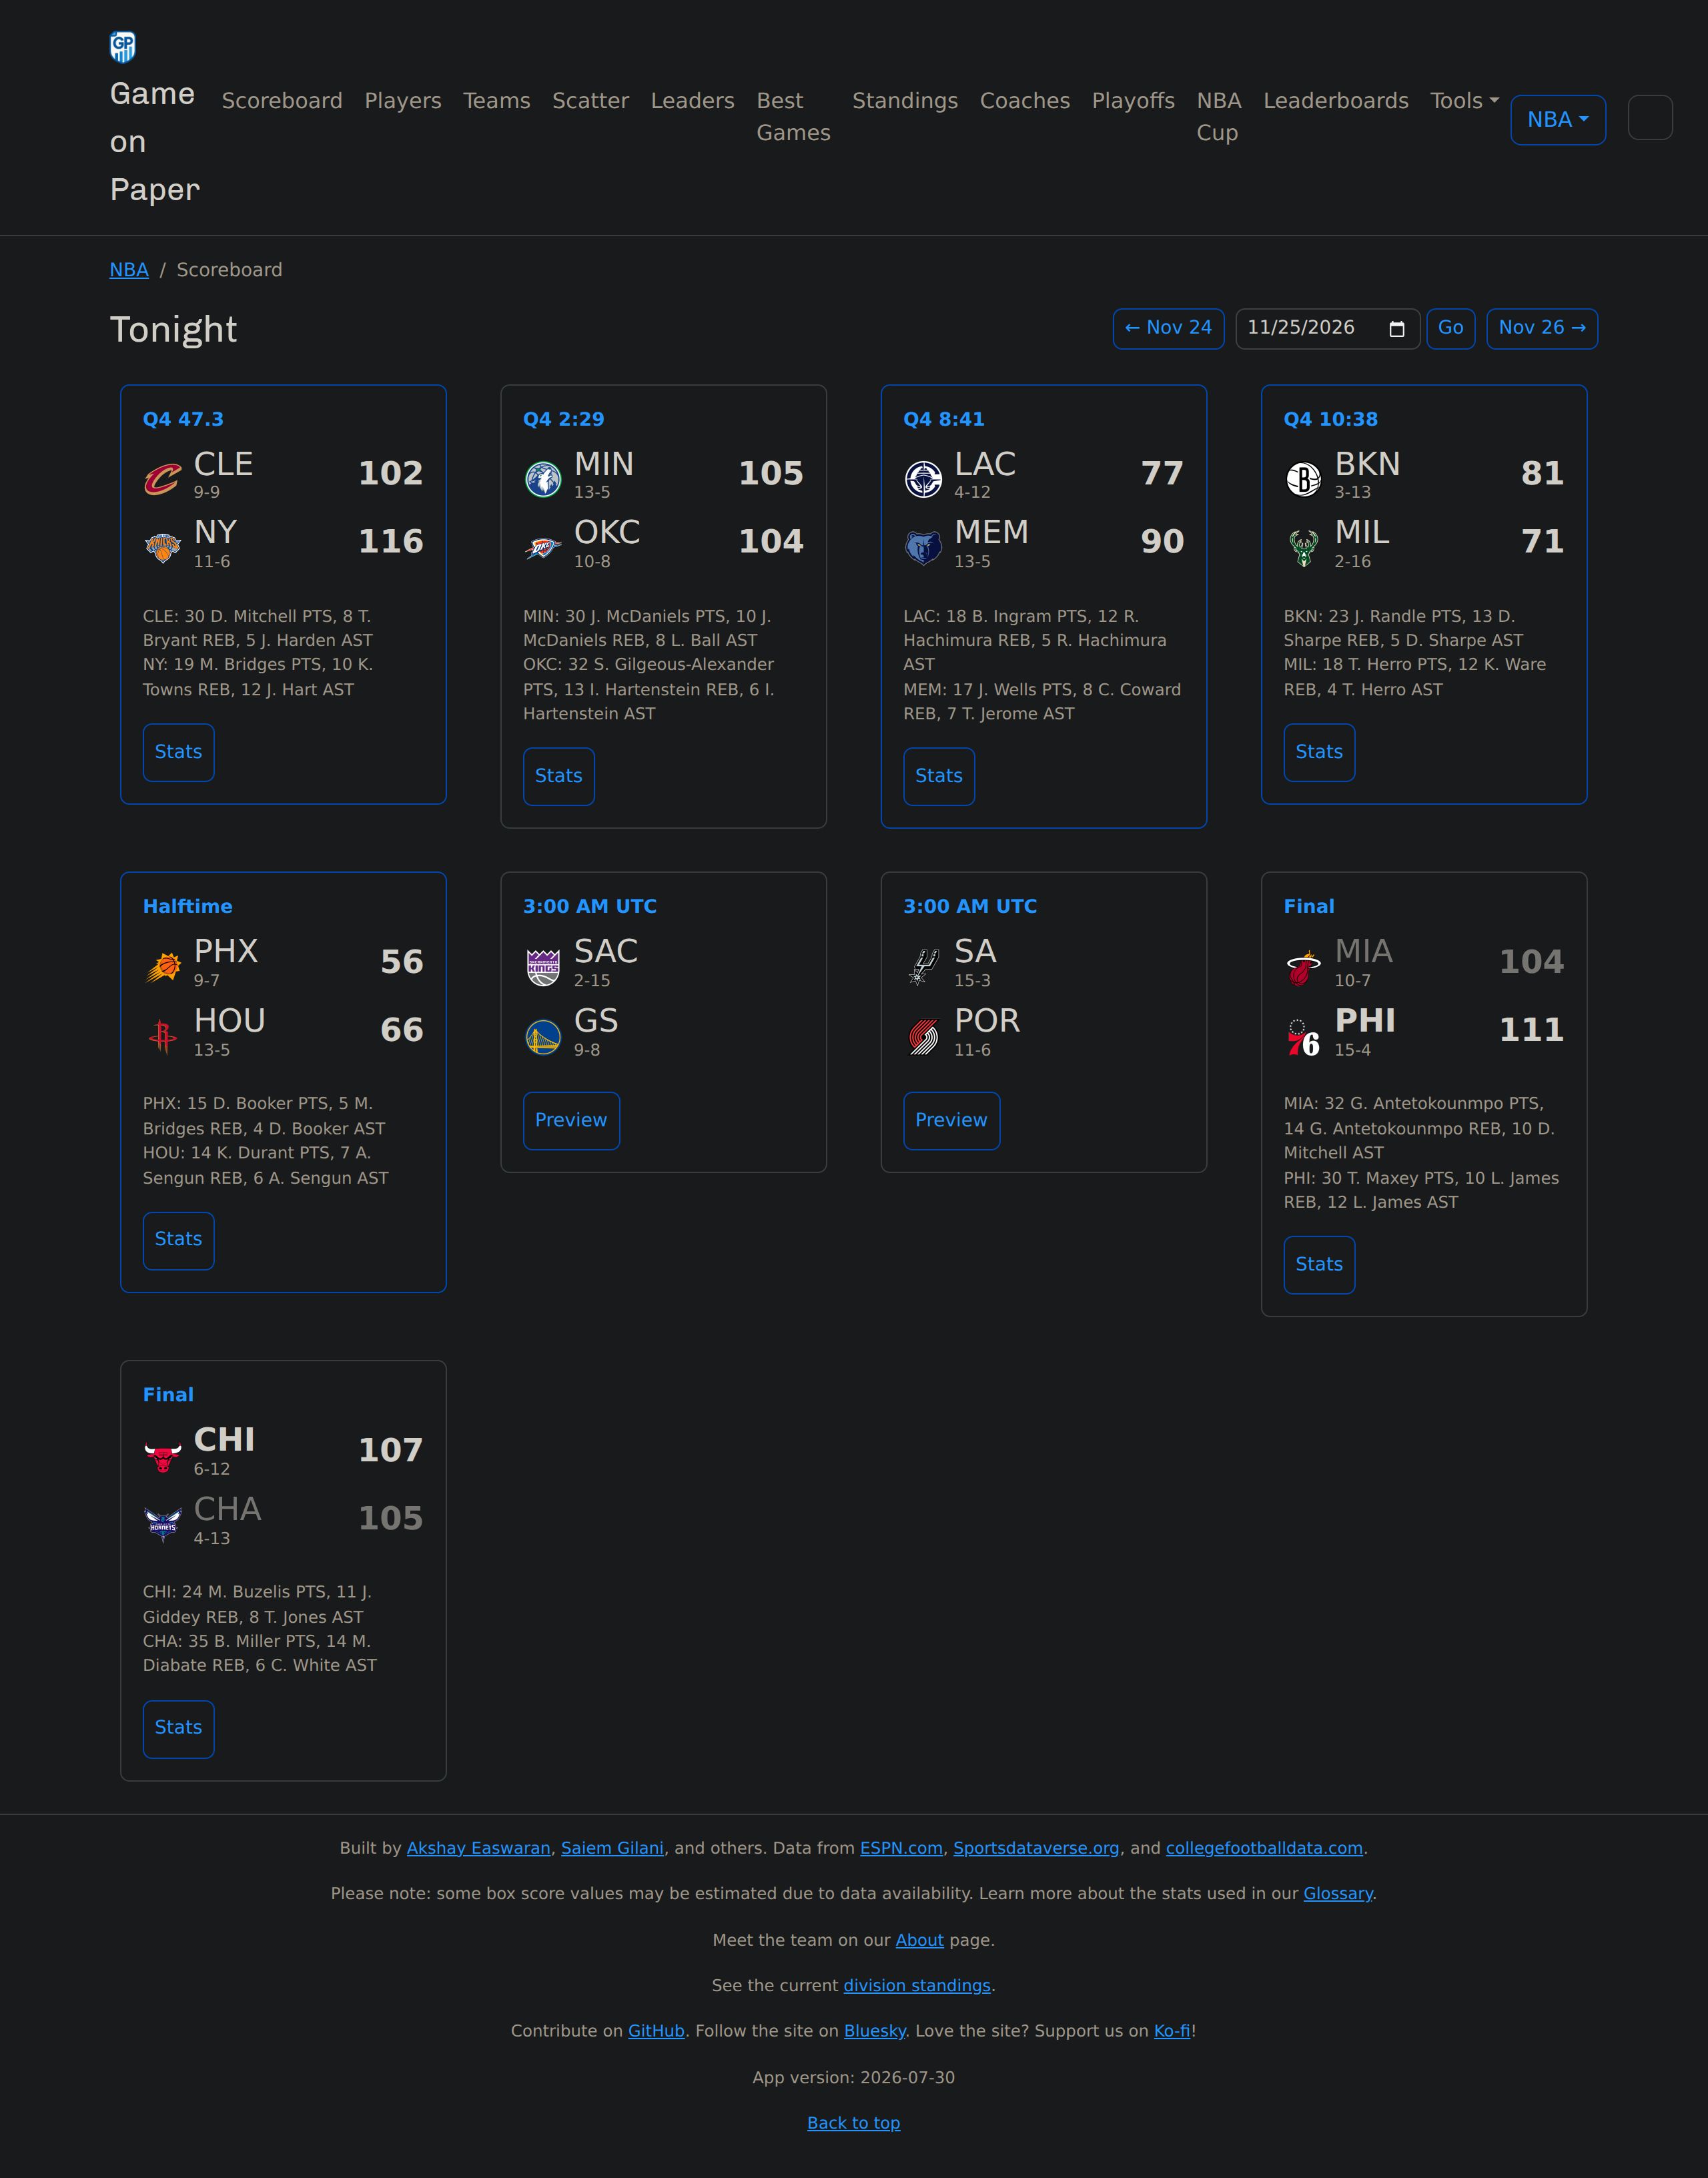 GP
Game
on
Paper
Scoreboard Players Teams Scatter Leaders Best Games Standings Coaches Playoffs NBA Cup Leaderboards Tools NBA
NBA / Scoreboard
Tonight
← Nov 24 11/25/2026 Go Nov 26 →
Q4 47.3
CLE 102
9-9
NY 116
11-6
CLE: 30 D. Mitchell PTS, 8 T.
Bryant REB, 5 J. Harden AST
NY: 19 M. Bridges PTS, 10 K.
Towns REB, 12 J. Hart AST
Stats
Q4 2:29
MIN 105
13-5
OKC 104
10-8
MIN: 30 J. McDaniels PTS, 10 J.
McDaniels REB, 8 L. Ball AST
OKC: 32 S. Gilgeous-Alexander
PTS, 13 I. Hartenstein REB, 6 I.
Hartenstein AST
Stats
Q4 8:41
LAC 77
4-12
MEM 90
13-5
LAC: 18 B. Ingram PTS, 12 R.
Hachimura REB, 5 R. Hachimura
AST
MEM: 17 J. Wells PTS, 8 C. Coward
REB, 7 T. Jerome AST
Stats
Q4 10:38
BKN 81
3-13
MIL 71
2-16
BKN: 23 J. Randle PTS, 13 D.
Sharpe REB, 5 D. Sharpe AST
MIL: 18 T. Herro PTS, 12 K. Ware
REB, 4 T. Herro AST
Stats
Halftime
PHX 56
9-7
HOU 66
13-5
PHX: 15 D. Booker PTS, 5 M.
Bridges REB, 4 D. Booker AST
HOU: 14 K. Durant PTS, 7 A.
Sengun REB, 6 A. Sengun AST
Stats
3:00 AM UTC
SAC
2-15
GS
9-8
Preview
3:00 AM UTC
SA
15-3
POR
11-6
Preview
Final
MIA 104
10-7
PHI 111
15-4
MIA: 32 G. Antetokounmpo PTS,
14 G. Antetokounmpo REB, 10 D.
Mitchell AST
PHI: 30 T. Maxey PTS, 10 L. James
REB, 12 L. James AST
Stats
Final
CHI 107
6-12
CHA 105
4-13
CHI: 24 M. Buzelis PTS, 11 J.
Giddey REB, 8 T. Jones AST
CHA: 35 B. Miller PTS, 14 M.
Diabate REB, 6 C. White AST
Stats
Built by Akshay Easwaran, Saiem Gilani, and others. Data from ESPN.com, Sportsdataverse.org, and collegefootballdata.com.
Please note: some box score values may be estimated due to data availability. Learn more about the stats used in our Glossary.
Meet the team on our About page.
See the current division standings.
Contribute on GitHub. Follow the site on Bluesky. Love the site? Support us on Ko-fi!
App version: 2026-07-30
Back to top